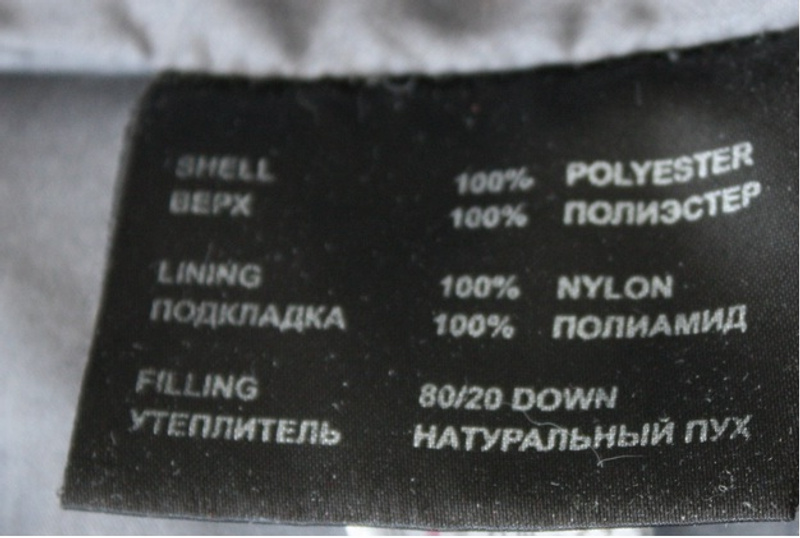 SHELL 100% POLYESTER
ВЕРХ 100% ПОЛИЭСТЕР
LINING 100% NYLON
ПОДКЛАДКА 100% ПОЛИАМИД
FILLING 80/20 DOWN
УТЕПЛИТЕЛЬ НАТУРАЛЬНЫЙ ПУХ